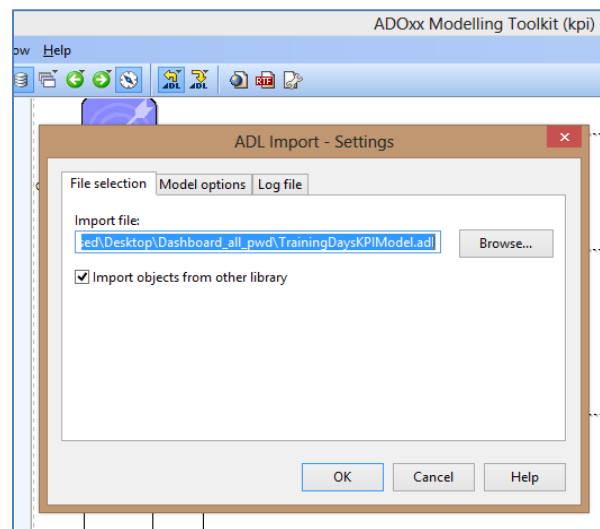 ADOxx Modelling Toolkit (kpi)
ow Help
ADL ADL RTF
ADL Import - Settings
File selection Model options Log file
Import file:
sed\Desktop\Dashboard_all_pwd\TrainingDaysKPIModel.adl Browse...
Import objects from other library
OK Cancel Help